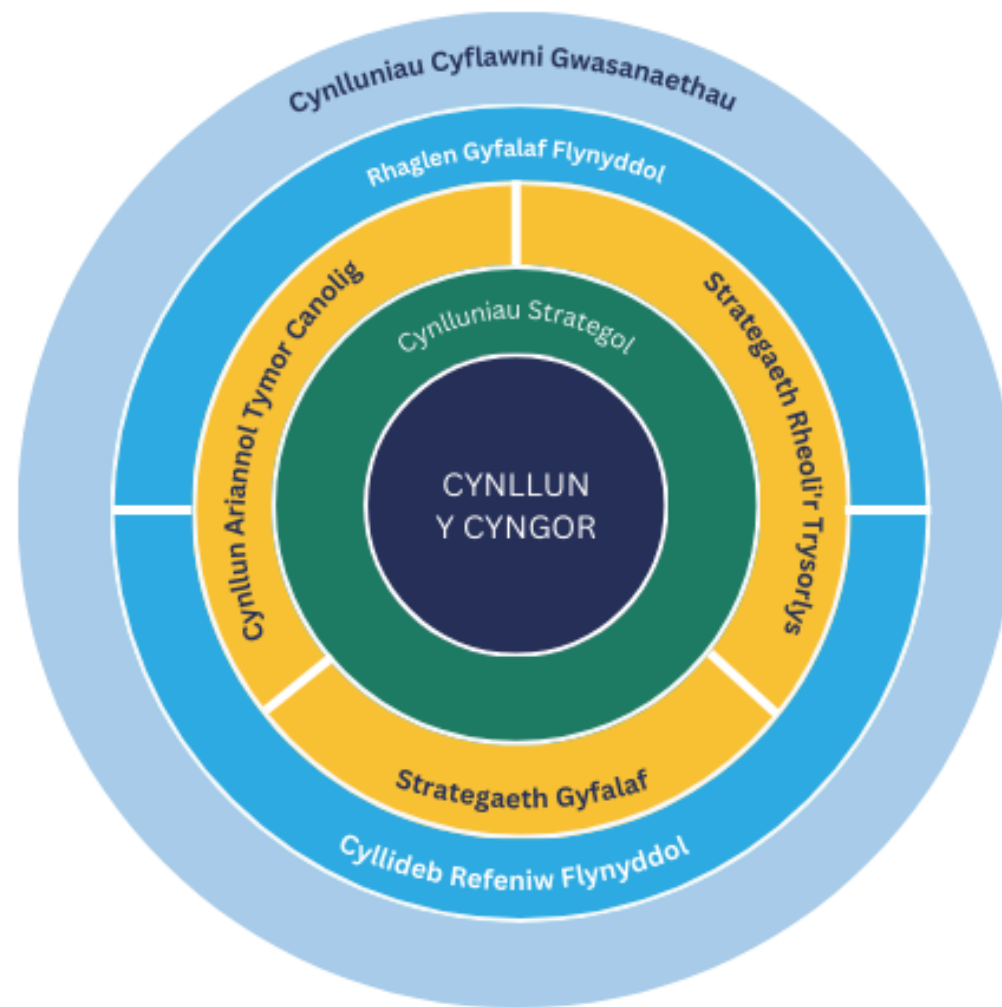 Cynlluniau Cyflawni Gwasanaethau
Rhaglen Gyfalaf Flynyddol
Cynllun Ariannol Tymor Canolig
Strategaeth Rheoli'r Trysorlys
Cynlluniau Strategol
CYNLLUN
Y CYNGOR
Strategaeth Gyfalaf
Cyllideb Refeniw Flynyddol